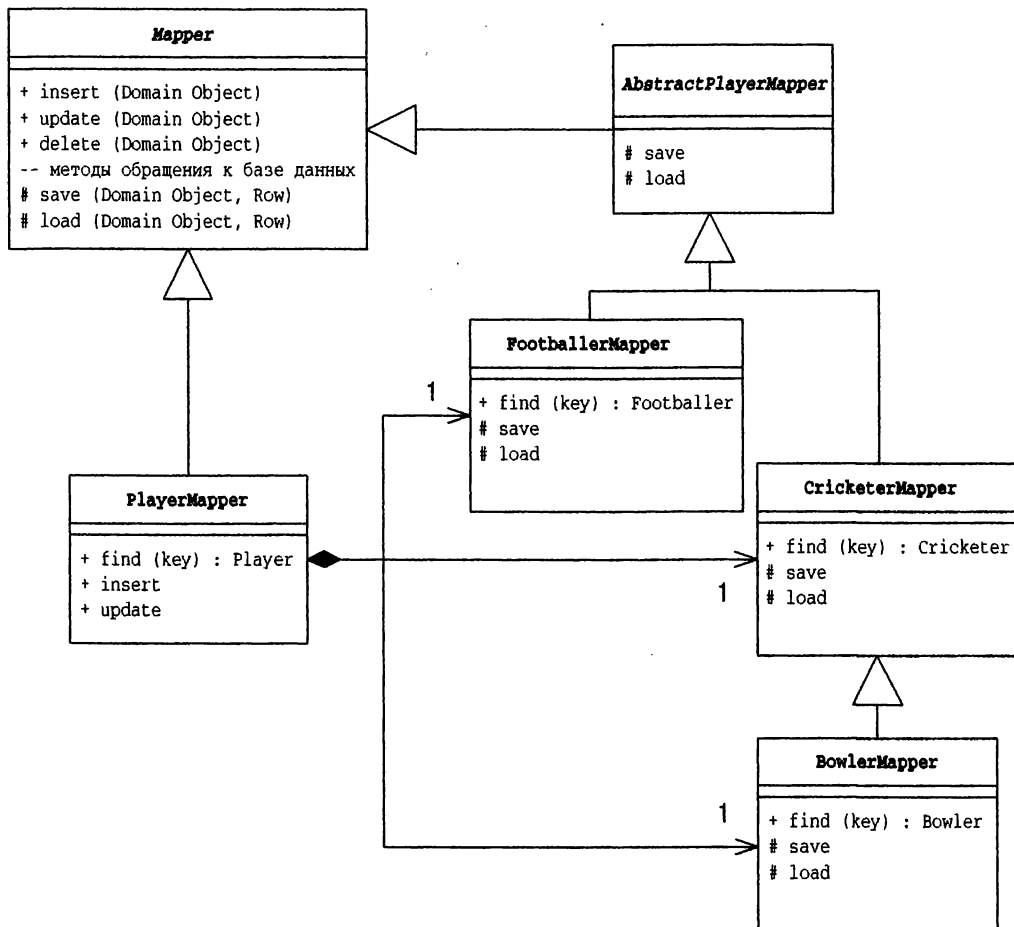 Mapper
+ insert (Domain Object)
+ update (Domain Object)
+ delete (Domain Object)
-- методы обращения к базе данных
# save (Domain Object, Row)
# load (Domain Object, Row)
AbstractPlayerMapper
# save
# load
FootballerMapper
+ find (key) : Footballer
# save
# load
1
PlayerMapper
+ find (key) : Player
+ insert
+ update
CricketerMapper
+ find (key) : Cricketer
# save
# load
1
BowlerMapper
+ find (key) : Bowler
# save
# load
1